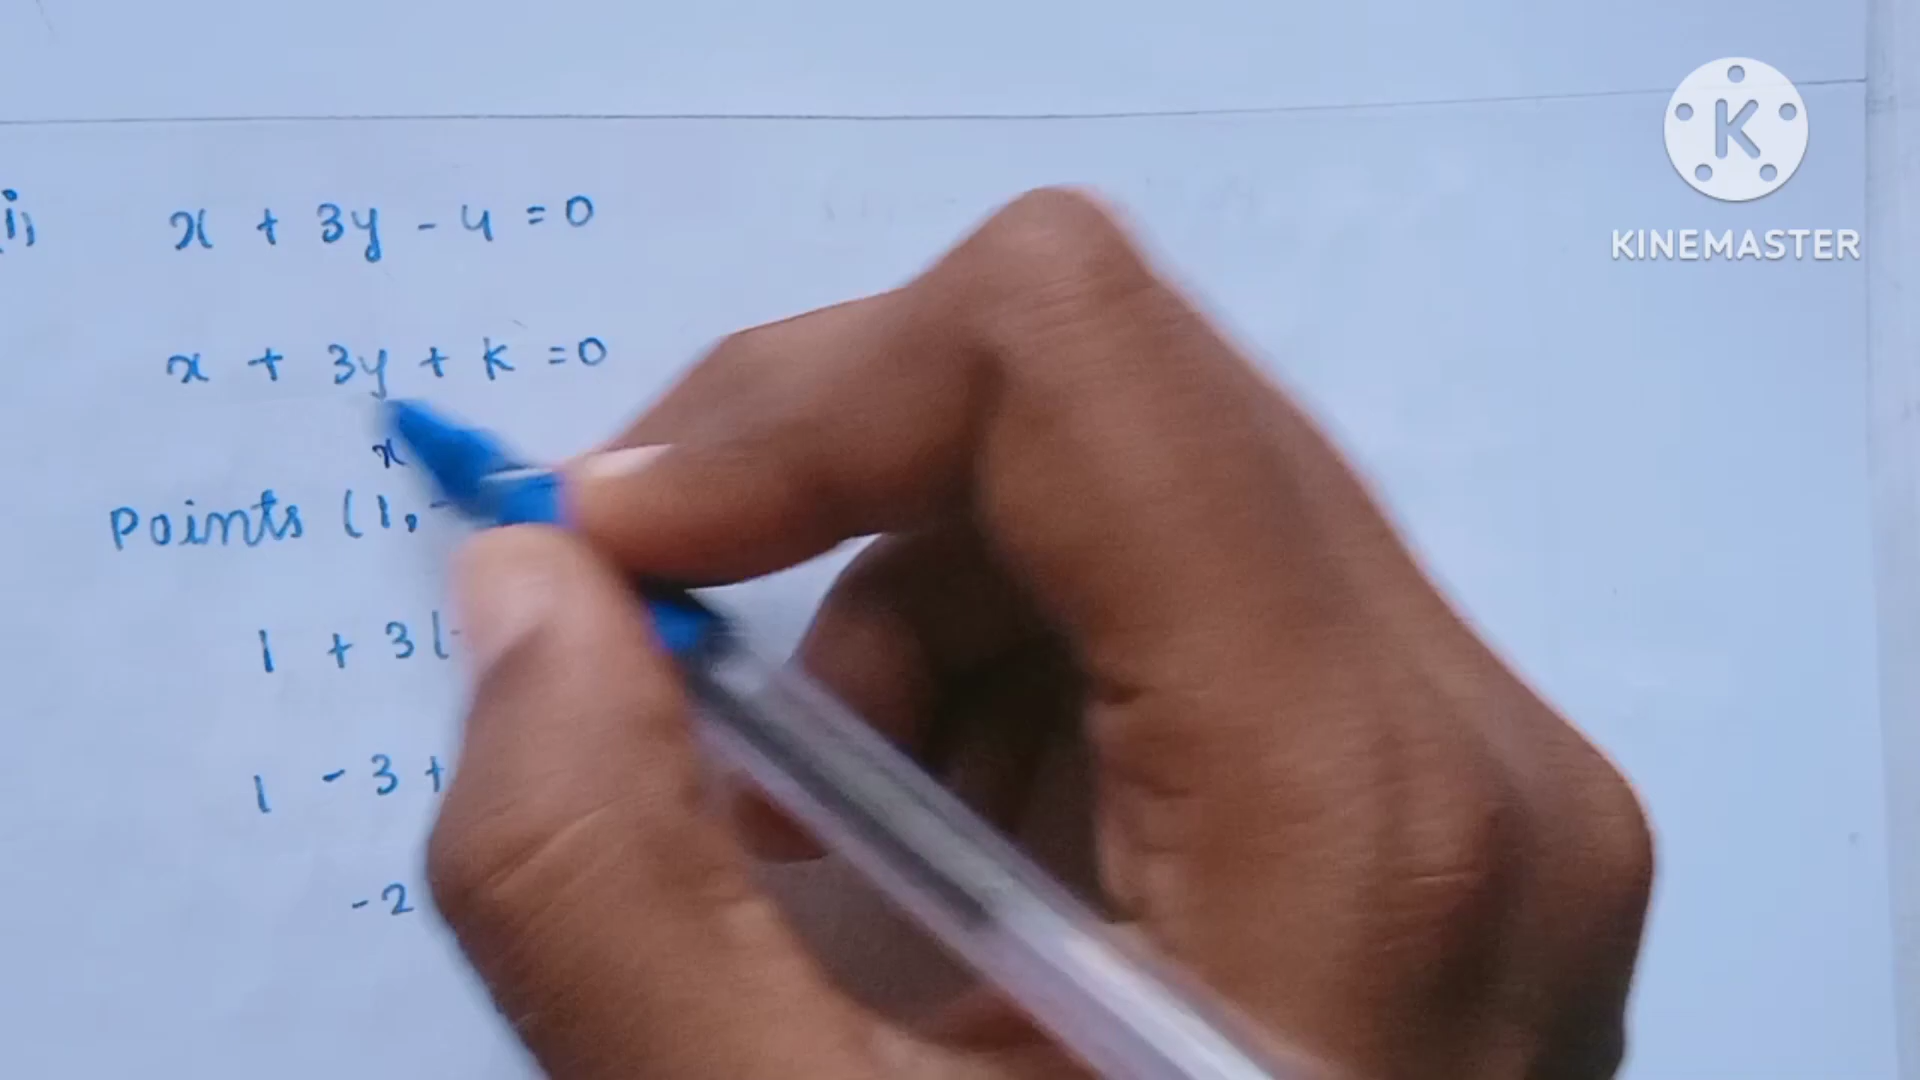 i)
x + 3y - 4 = 0
x + 3y + k = 0
x
Points (1, -
1 + 3(-
1 - 3 +
-2
K
KINEMASTER